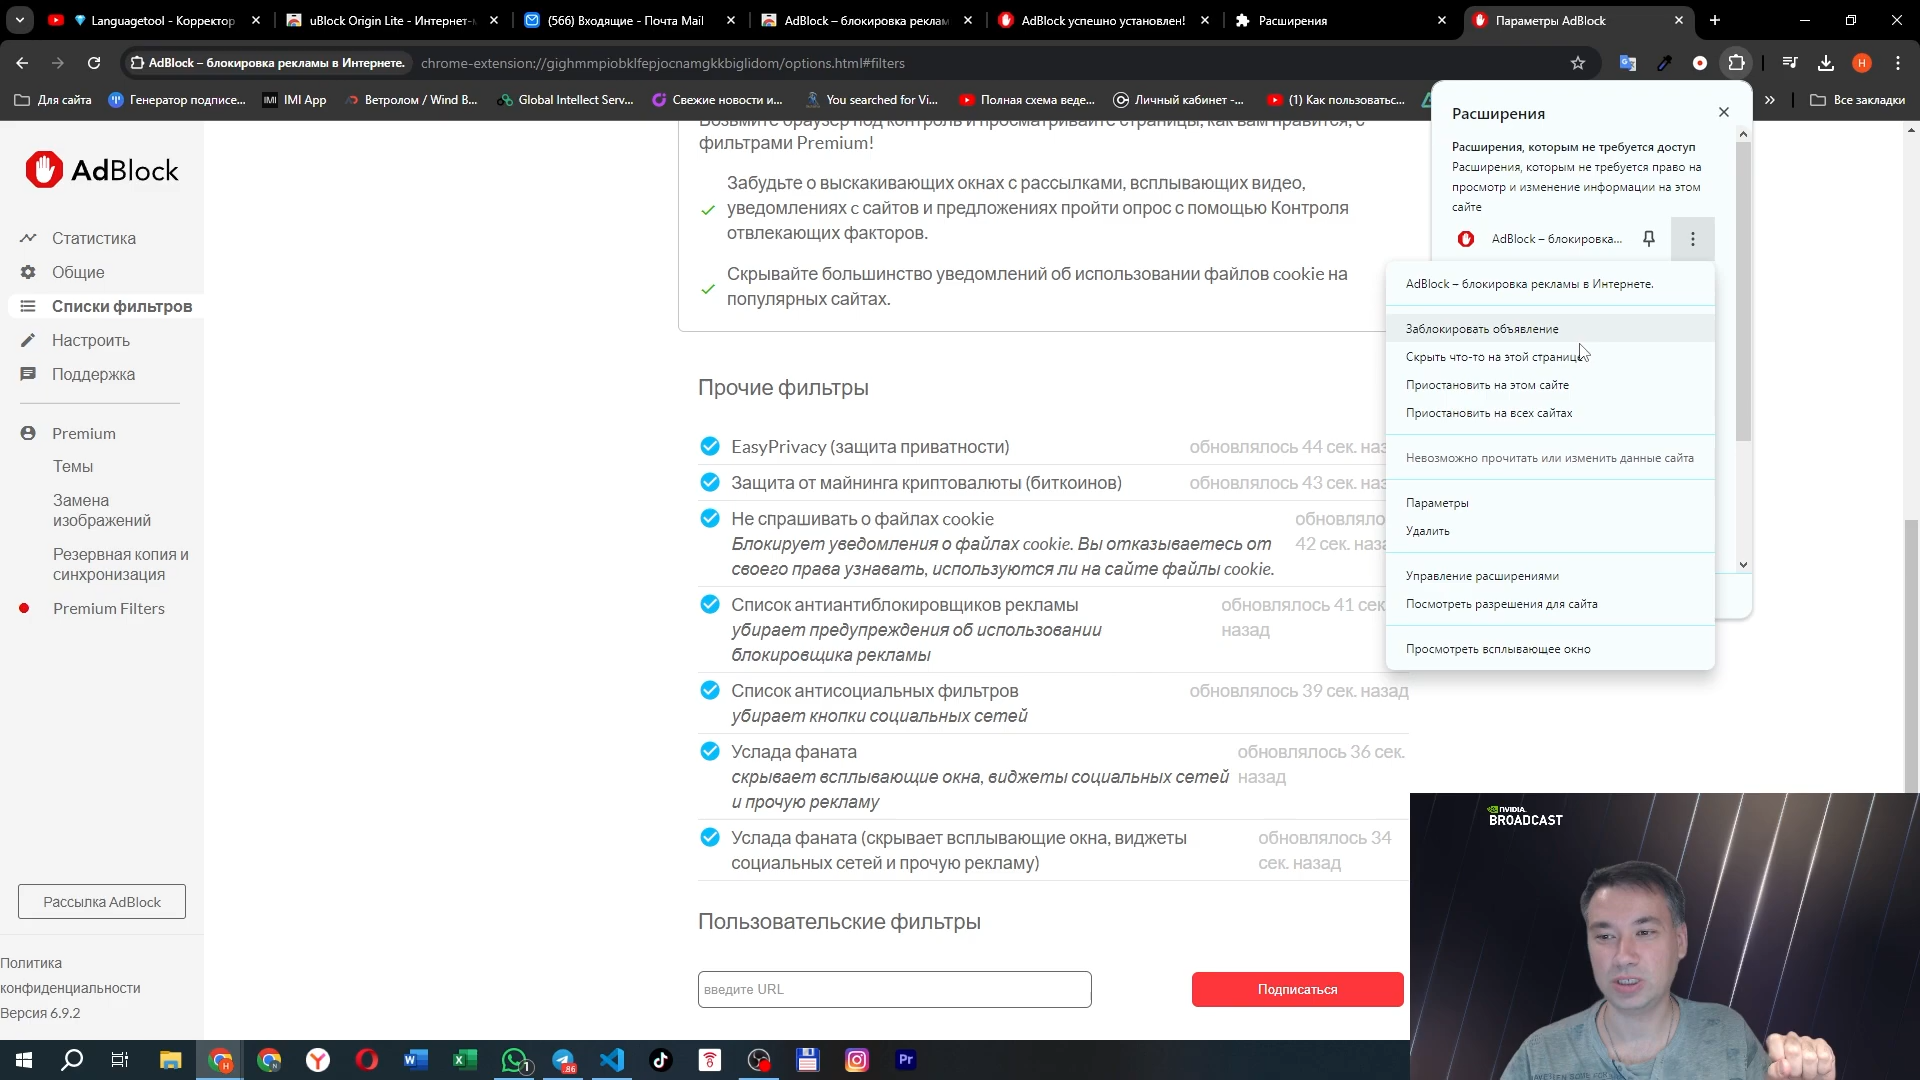 Languagetool - Корректор
uBlock Origin Lite - Интернет-
(566) Входящие - Почта Mail
AdBlock – блокировка реклам
AdBlock успешно установлен!
Расширения
Параметры AdBlock
AdBlock – блокировка рекламы в Интернете.
chrome-extension://gighmmpiobklfepjocnamgkkbiglidom/options.html#filters
Для сайта
Генератор подписе...
IMI App
Ветролом / Wind B...
Global Intellect Serv...
Свежие новости и...
You searched for Vi...
Полная схема веде...
Личный кабинет -...
(1) Как пользоватьс...
Все закладки
AdBlock
Статистика
Общие
Списки фильтров
Настроить
Поддержка
Premium
Темы
Замена
изображений
Резервная копия и
синхронизация
Premium Filters
Рассылка AdBlock
Политика
конфиденциальности
Версия 6.9.2
Возьмите браузер под контроль и просматривайте страницы, как вам нравится, с
фильтрами Premium!
Забудьте о выскакивающих окнах с рассылками, всплывающих видео,
уведомлениях с сайтов и предложениях пройти опрос с помощью Контроля
отвлекающих факторов.
Скрывайте большинство уведомлений об использовании файлов cookie на
популярных сайтах.
Прочие фильтры
EasyPrivacy (защита приватности)
обновлялось 44 сек. наз
Защита от майнинга криптовалюты (биткоинов)
обновлялось 43 сек. наз
Не спрашивать о файлах cookie
обновляло
Блокирует уведомления о файлах cookie. Вы отказываетесь от
42 сек. наза
своего права узнавать, используются ли на сайте файлы cookie.
Список антиантиблокировщиков рекламы
обновлялось 41 сек
убирает предупреждения об использовании
назад
блокировщика рекламы
Список антисоциальных фильтров
обновлялось 39 сек. назад
убирает кнопки социальных сетей
Услада фаната
обновлялось 36 сек.
скрывает всплывающие окна, виджеты социальных сетей
назад
и прочую рекламу
Услада фаната (скрывает всплывающие окна, виджеты
обновлялось 34
социальных сетей и прочую рекламу)
сек. назад
Пользовательские фильтры
введите URL
Подписаться
Расширения
Расширения, которым не требуется доступ
Расширения, которым не требуется право на
просмотр и изменение информации на этом
сайте
AdBlock – блокировка...
AdBlock – блокировка рекламы в Интернете.
Заблокировать объявление
Скрыть что-то на этой странице
Приостановить на этом сайте
Приостановить на всех сайтах
Невозможно прочитать или изменить данные сайта
Параметры
Удалить
Управление расширениями
Посмотреть разрешения для сайта
Просмотреть всплывающее окно
NVIDIA
BROADCAST